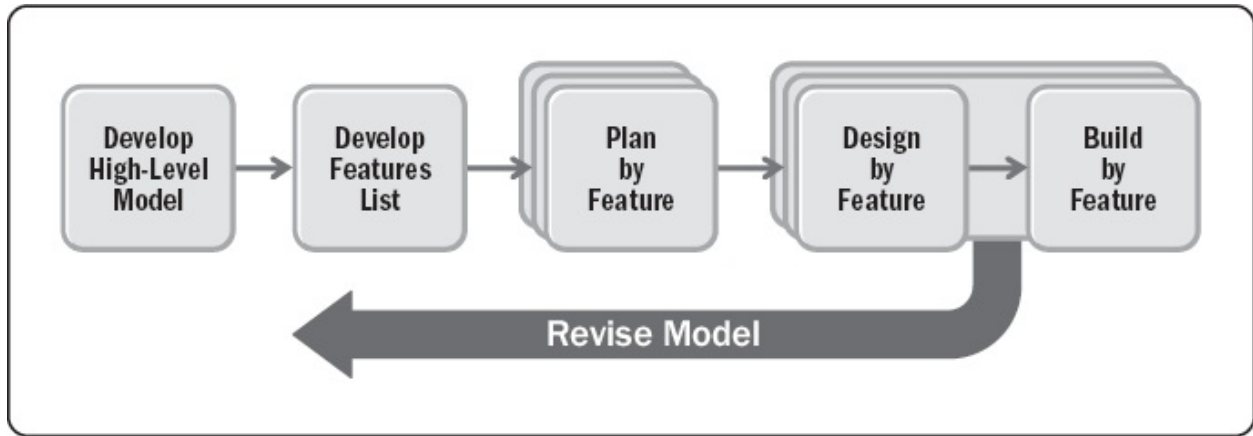 Develop
High-Level
Model
Develop
Features
List
Plan
by
Feature
Design
by
Feature
Build
by
Feature
Revise Model